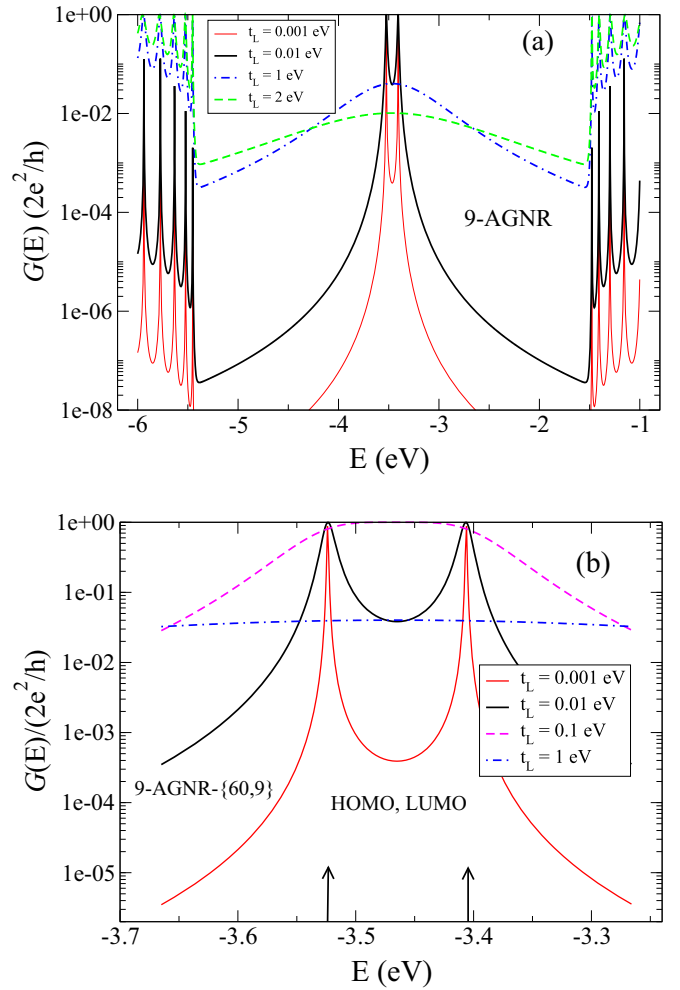 1e+00
1e-02
1e-04
1e-06
1e-08
G(E) (2e²/h)
(a)
t_L = 0.001 eV
t_L = 0.01 eV
t_L = 1 eV
t_L = 2 eV
9-AGNR
-6 -5 -4 -3 -2 -1
E (eV)
1e+00
1e-01
1e-02
1e-03
1e-04
1e-05
G(E)/(2e²/h)
(b)
t_L = 0.001 eV
t_L = 0.01 eV
t_L = 0.1 eV
t_L = 1 eV
9-AGNR-{60,9}
HOMO, LUMO
-3.7 -3.6 -3.5 -3.4 -3.3
E (eV)